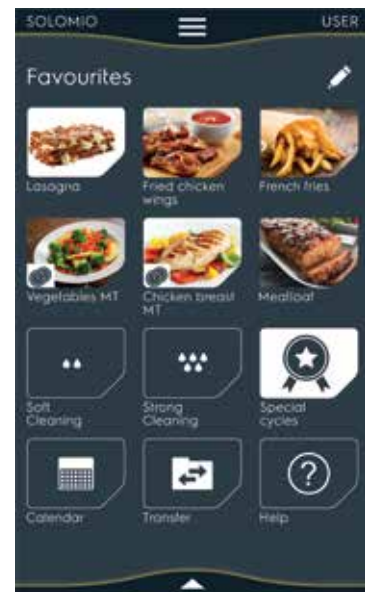 SOLOMIO
USER
Favourites
Lasagna
Fried chicken
wings
French fries
Vegetables MT
Chicken breast
MT
Meatloaf
Soft
Cleaning
Strong
Cleaning
Special
cycles
Calendar
Transfer
?
Help